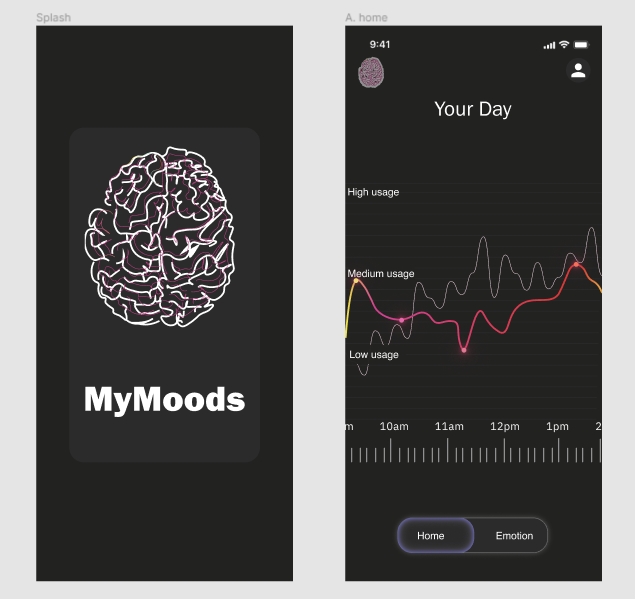 Splash
MyMoods
A. home
9:41
Your Day
High usage
Medium usage
Low usage
m 10am 11am 12pm 1pm 2
Home Emotion